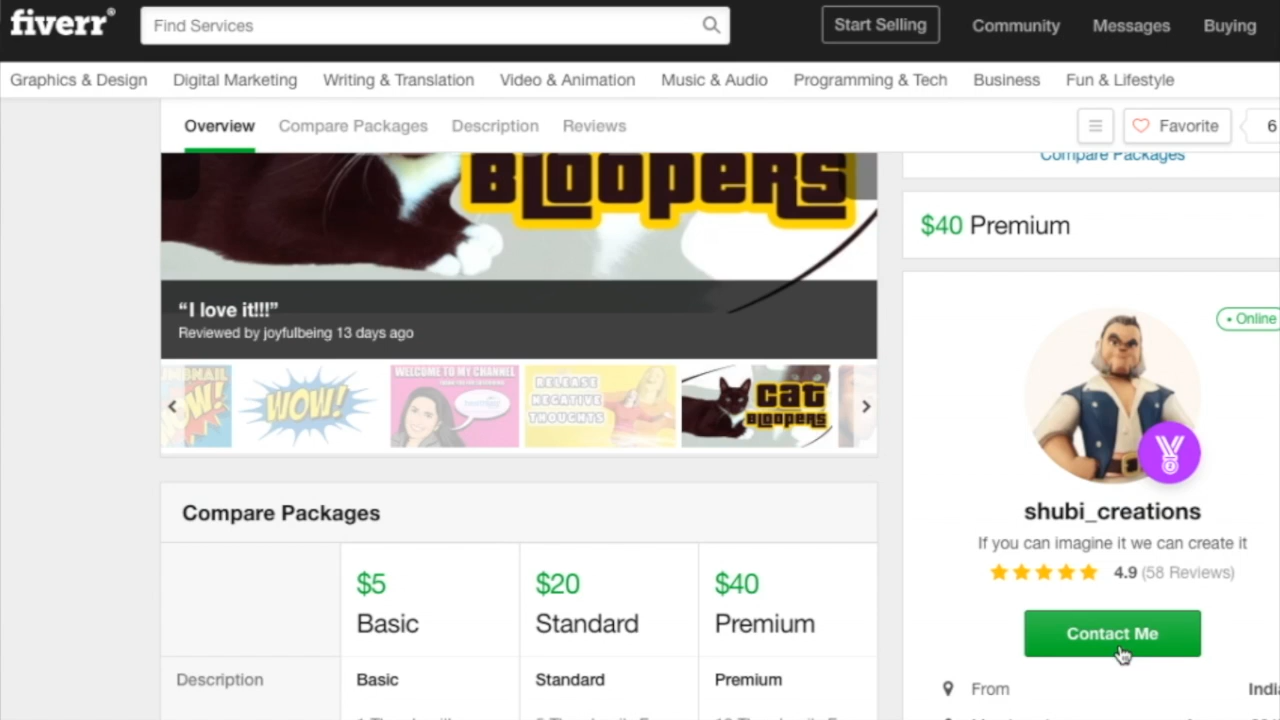 fiverr®
Find Services
Start Selling
Community
Messages
Buying
Graphics & Design
Digital Marketing
Writing & Translation
Video & Animation
Music & Audio
Programming & Tech
Business
Fun & Lifestyle
Overview
Compare Packages
Description
Reviews
Favorite
6
BLOOPERS
Compare Packages
$40 Premium
“I love it!!!”
Reviewed by joyfulbeing 13 days ago
WOW!
WELCOME TO MY CHANNEL
RELEASE
NEGATIVE
THOUGHTS
CAT
BLOOPERS
• Online
shubi_creations
If you can imagine it we can create it
4.9 (58 Reviews)
Contact Me
From
Compare Packages
$5
Basic
$20
Standard
$40
Premium
Description
Basic
Standard
Premium